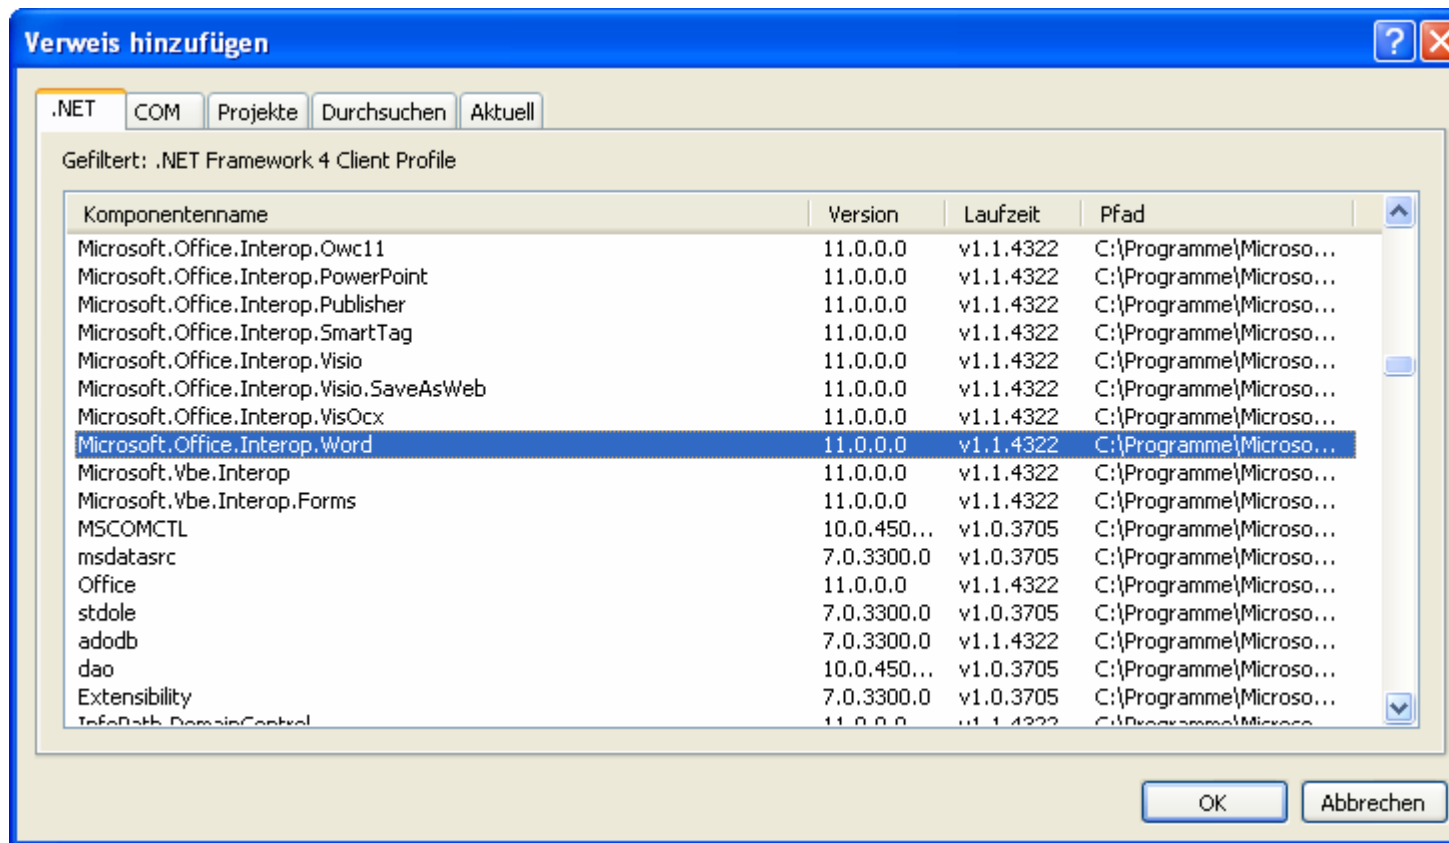 Verweis hinzufügen
.NET COM Projekte Durchsuchen Aktuell
Gefiltert: .NET Framework 4 Client Profile
Komponentenname Version Laufzeit Pfad
Microsoft.Office.Interop.Owc11 11.0.0.0 v1.1.4322 C:\Programme\Microso...
Microsoft.Office.Interop.PowerPoint 11.0.0.0 v1.1.4322 C:\Programme\Microso...
Microsoft.Office.Interop.Publisher 11.0.0.0 v1.1.4322 C:\Programme\Microso...
Microsoft.Office.Interop.SmartTag 11.0.0.0 v1.1.4322 C:\Programme\Microso...
Microsoft.Office.Interop.Visio 11.0.0.0 v1.1.4322 C:\Programme\Microso...
Microsoft.Office.Interop.Visio.SaveAsWeb 11.0.0.0 v1.1.4322 C:\Programme\Microso...
Microsoft.Office.Interop.VisOcx 11.0.0.0 v1.1.4322 C:\Programme\Microso...
Microsoft.Office.Interop.Word 11.0.0.0 v1.1.4322 C:\Programme\Microso...
Microsoft.Vbe.Interop 11.0.0.0 v1.1.4322 C:\Programme\Microso...
Microsoft.Vbe.Interop.Forms 11.0.0.0 v1.1.4322 C:\Programme\Microso...
MSCOMCTL 10.0.450... v1.0.3705 C:\Programme\Microso...
msdatasrc 7.0.3300.0 v1.0.3705 C:\Programme\Microso...
Office 11.0.0.0 v1.1.4322 C:\Programme\Microso...
stdole 7.0.3300.0 v1.0.3705 C:\Programme\Microso...
adodb 7.0.3300.0 v1.1.4322 C:\Programme\Microso...
dao 10.0.450... v1.0.3705 C:\Programme\Microso...
Extensibility 7.0.3300.0 v1.0.3705 C:\Programme\Microso...
InfoPath.DomainControl 11.0.0.0 v1.1.4322 C:\Programme\Microso...
OK Abbrechen